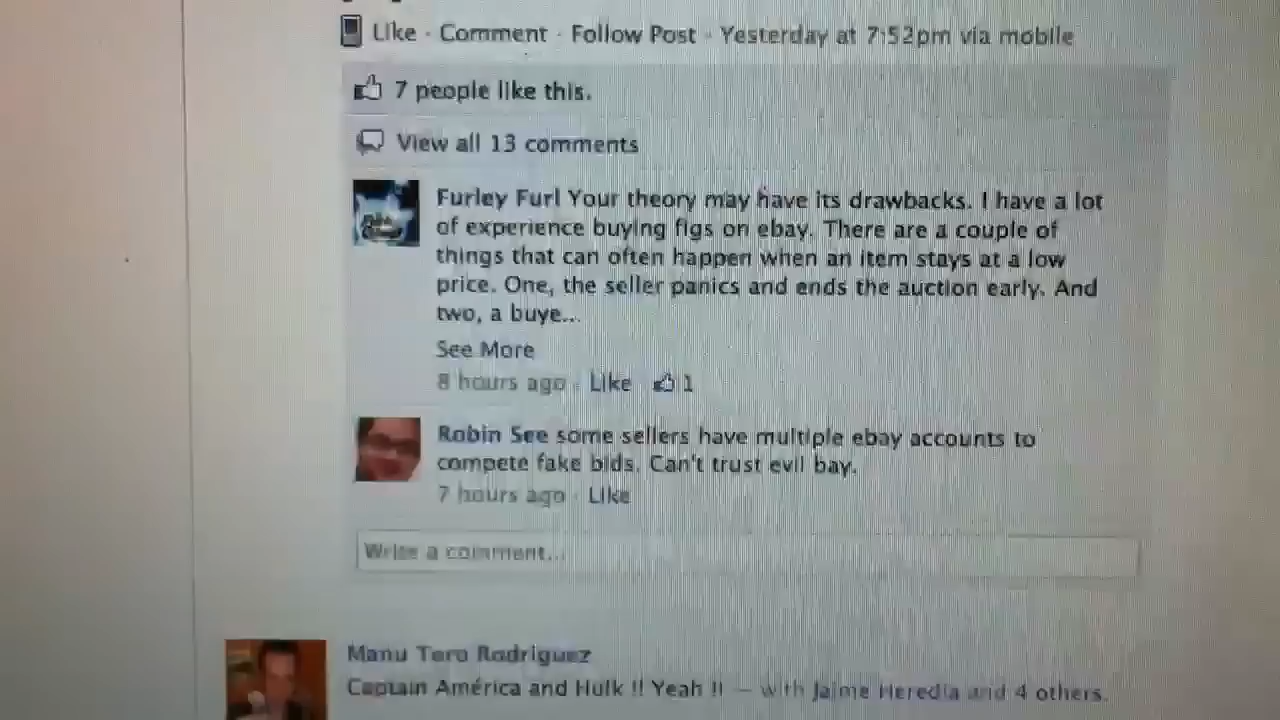 Like · Comment · Follow Post · Yesterday at 7:52pm via mobile
7 people like this.
View all 13 comments
Furley Furl Your theory may have its drawbacks. I have a lot
of experience buying figs on ebay. There are a couple of
things that can often happen when an item stays at a low
price. One, the seller panics and ends the auction early. And
two, a buye...
See More
8 hours ago · Like 1
Robin See some sellers have multiple ebay accounts to
compete fake bids. Can't trust evil bay.
7 hours ago · Like
Write a comment...
Manu Toro Rodriguez
Captain América and Hulk !! Yeah !! — with Jaime Heredia and 4 others.